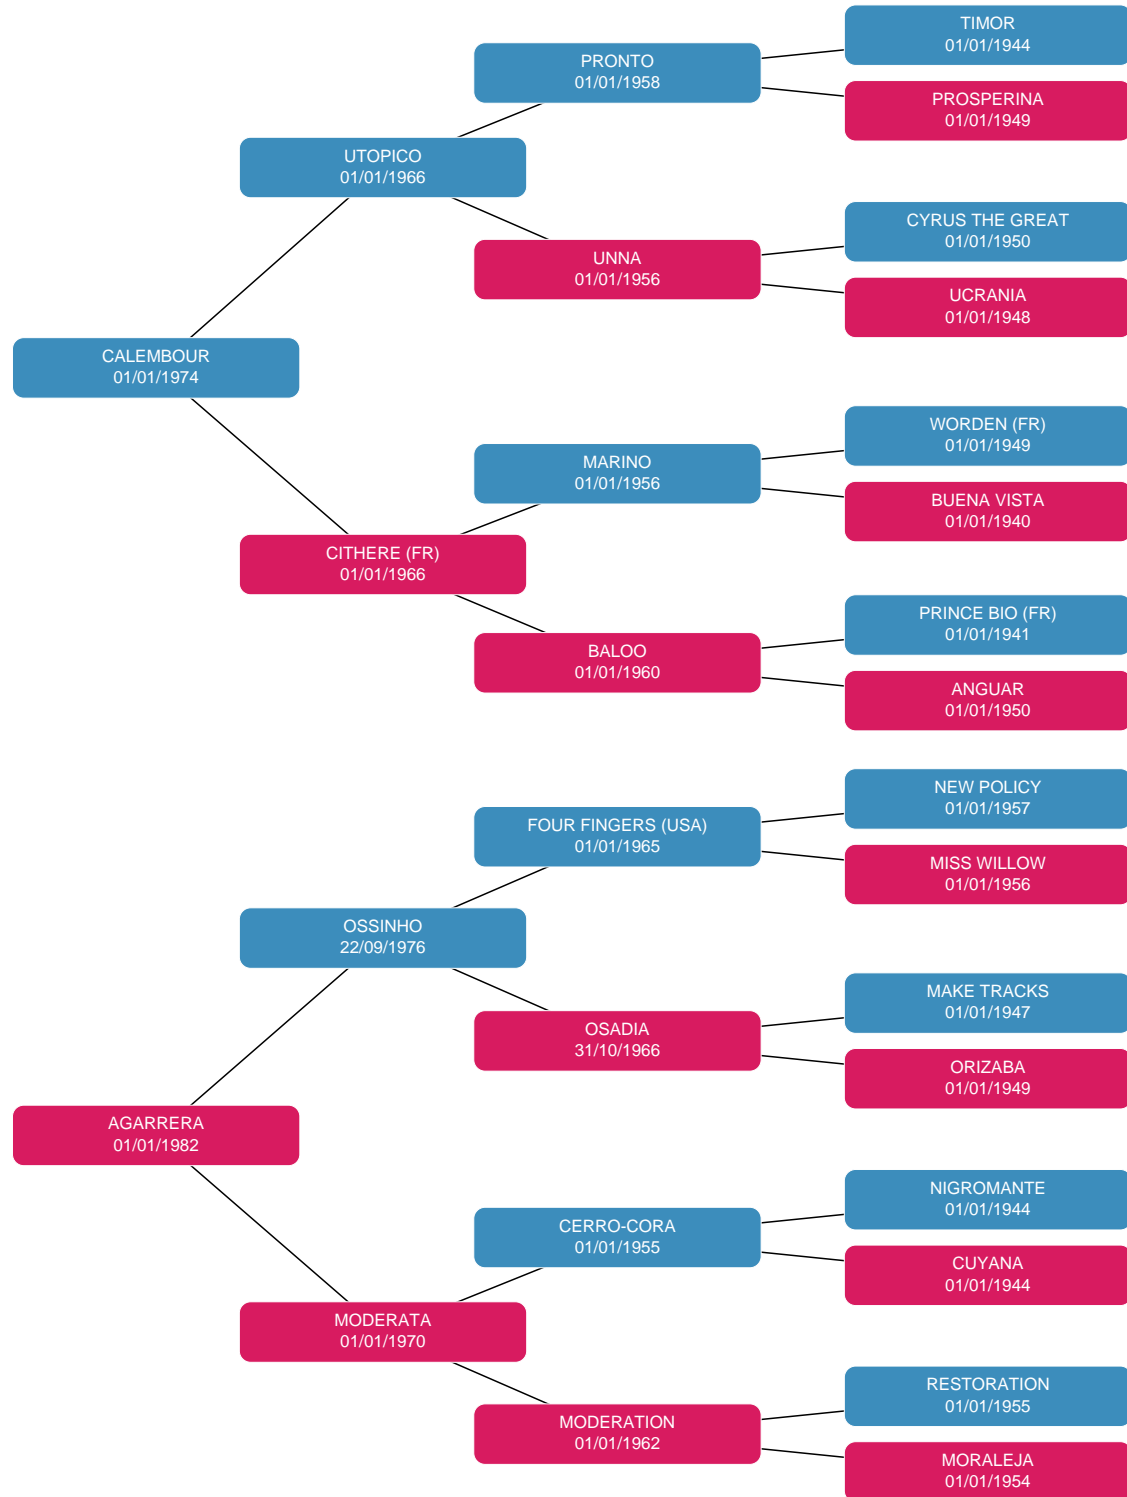 TIMOR
01/01/1944
PRONTO
01/01/1958
PROSPERINA
01/01/1949
UTOPICO
01/01/1966
CYRUS THE GREAT
01/01/1950
UNNA
01/01/1956
UCRANIA
01/01/1948
CALEMBOUR
01/01/1974
WORDEN (FR)
01/01/1949
MARINO
01/01/1956
BUENA VISTA
01/01/1940
CITHERE (FR)
01/01/1966
PRINCE BIO (FR)
01/01/1941
BALOO
01/01/1960
ANGUAR
01/01/1950
NEW POLICY
01/01/1957
FOUR FINGERS (USA)
01/01/1965
MISS WILLOW
01/01/1956
OSSINHO
22/09/1976
MAKE TRACKS
01/01/1947
OSADIA
31/10/1966
ORIZABA
01/01/1949
AGARRERA
01/01/1982
NIGROMANTE
01/01/1944
CERRO-CORA
01/01/1955
CUYANA
01/01/1944
MODERATA
01/01/1970
RESTORATION
01/01/1955
MODERATION
01/01/1962
MORALEJA
01/01/1954